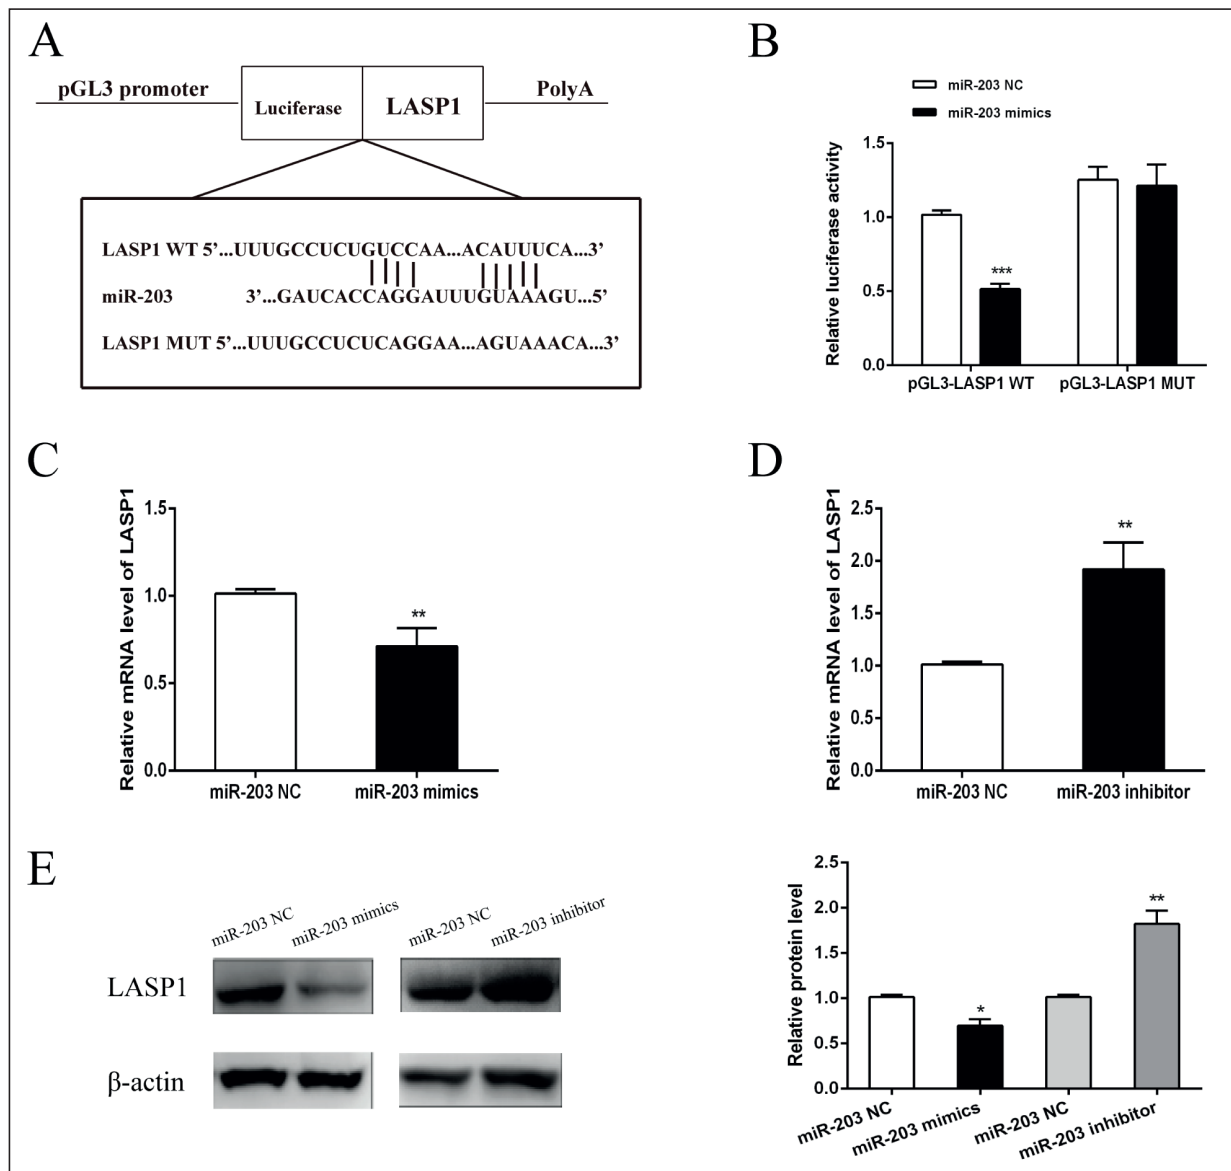 A
pGL3 promoter
Luciferase
LASP1
PolyA
LASP1 WT 5’...UUUGCCUCUGUCCAA...ACAUUUCA...3’
miR-203 3’...GAUCACCAGGAUUUGUAAAGU...5’
LASP1 MUT 5’...UUUGCCUCUCAGGAA...AGUAAACA...3’
B
miR-203 NC
miR-203 mimics
Relative luciferase activity
1.5
1.0
0.5
0.0
***
pGL3-LASP1 WT
pGL3-LASP1 MUT
C
Relative mRNA level of LASP1
1.5
1.0
0.5
0.0
**
miR-203 NC
miR-203 mimics
D
Relative mRNA level of LASP1
2.5
2.0
1.5
1.0
0.5
0.0
**
miR-203 NC
miR-203 inhibitor
E
miR-203 NC
miR-203 mimics
miR-203 NC
miR-203 inhibitor
LASP1
β-actin
Relative protein level
2.5
2.0
1.5
1.0
0.5
0.0
*
**
miR-203 NC
miR-203 mimics
miR-203 NC
miR-203 inhibitor